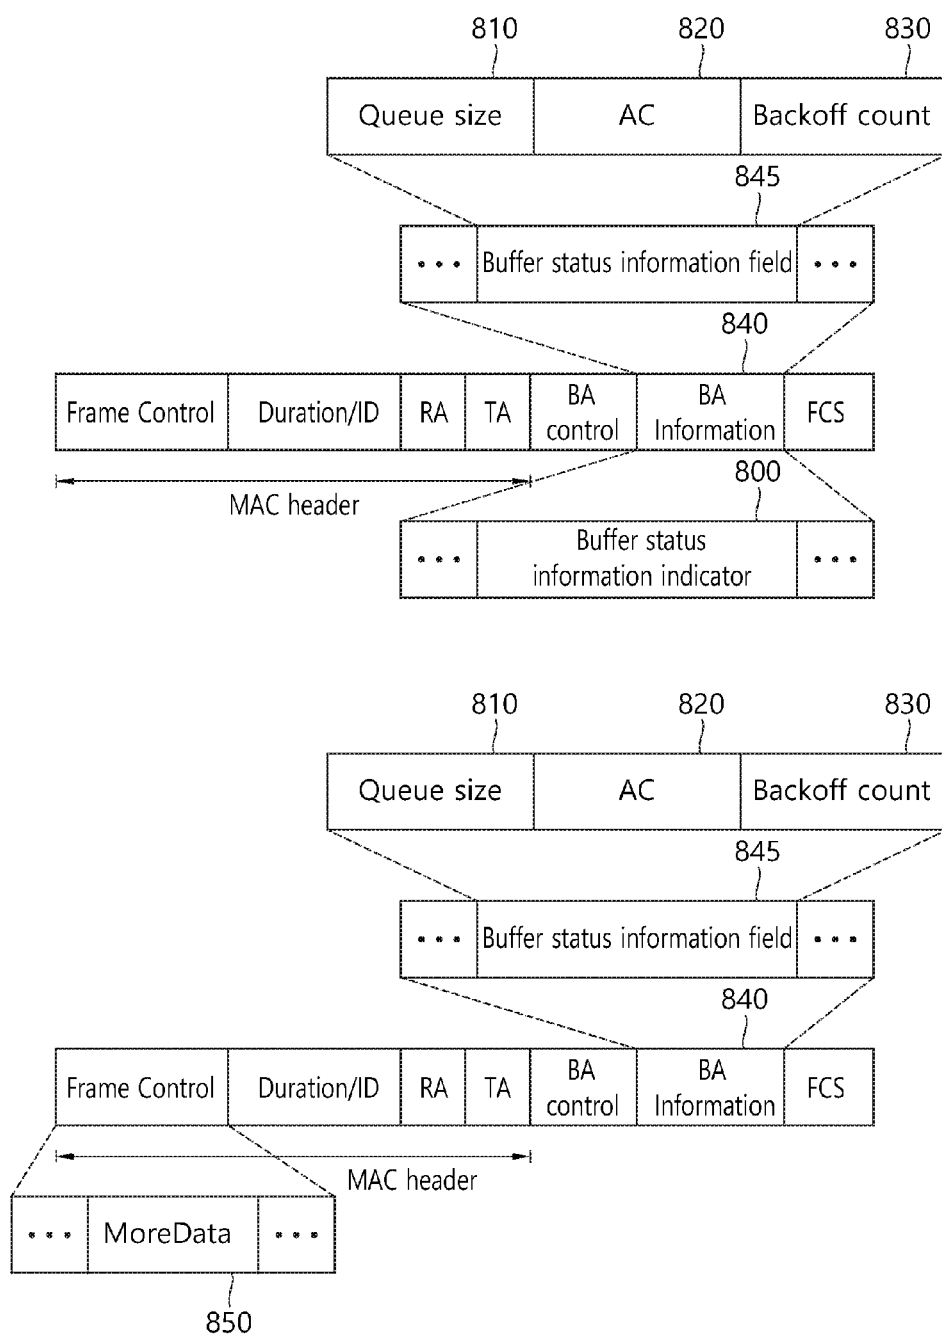 810 820 830
Queue size AC Backoff count
845
• • • Buffer status information field • • •
840
Frame Control Duration/ID RA TA BA control BA Information FCS
MAC header
800
• • • Buffer status information indicator • • •
810 820 830
Queue size AC Backoff count
845
• • • Buffer status information field • • •
840
Frame Control Duration/ID RA TA BA control BA Information FCS
MAC header
• • • MoreData • • •
850